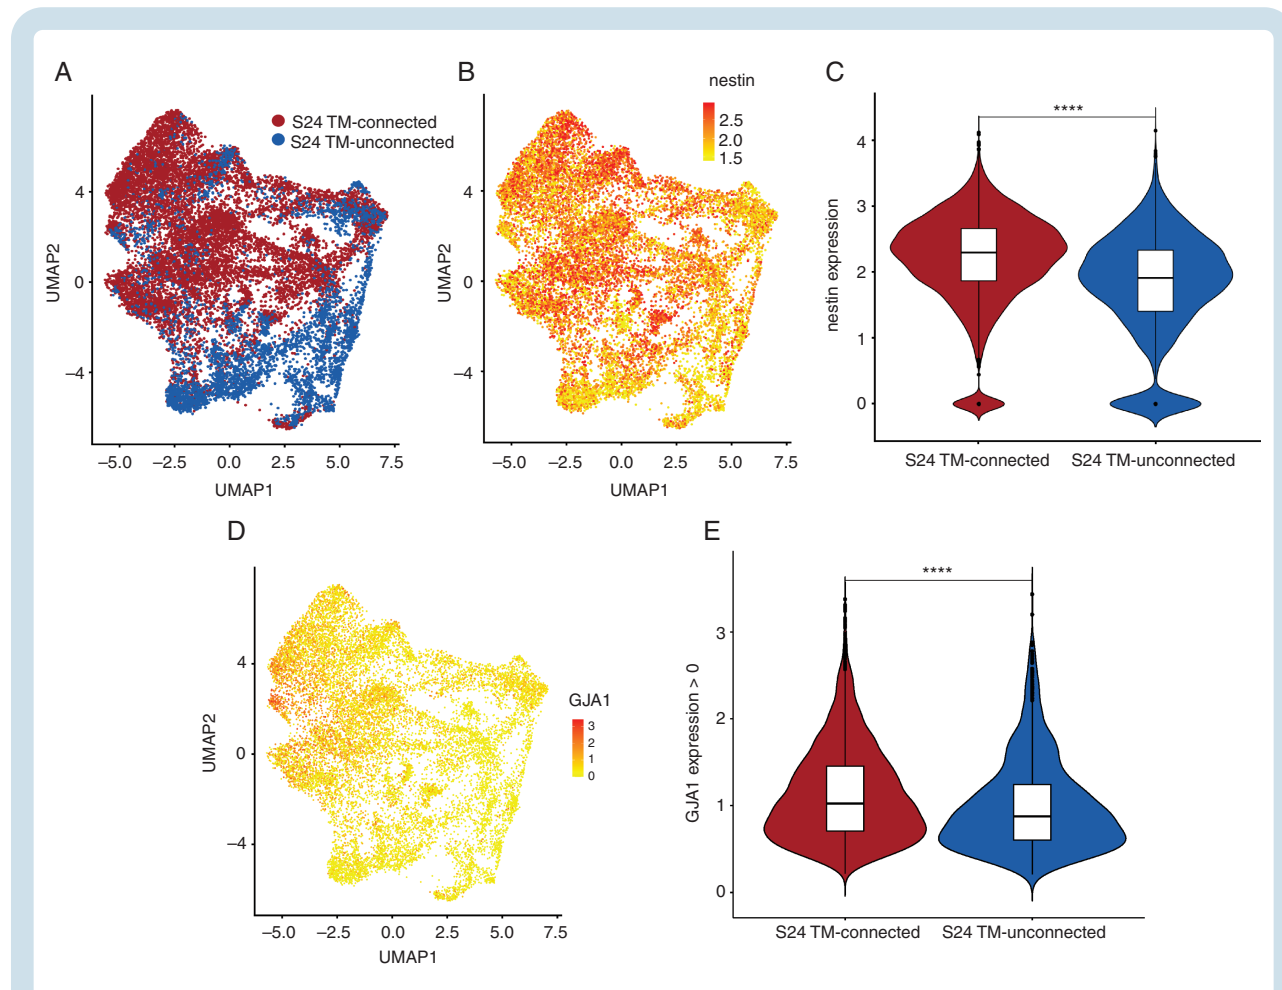 A
S24 TM-connected
S24 TM-unconnected
4
0
−4
UMAP2
−5.0 −2.5 0.0 2.5 5.0 7.5
UMAP1
B
nestin
2.5
2.0
1.5
4
0
−4
UMAP2
−5.0 −2.5 0.0 2.5 5.0 7.5
UMAP1
C
****
4
3
2
1
0
nestin expression
S24 TM-connected S24 TM-unconnected
D
4
0
−4
UMAP2
GJA1
3
2
1
0
−5.0 −2.5 0.0 2.5 5.0 7.5
UMAP1
E
****
3
2
1
0
GJA1 expression > 0
S24 TM-connected S24 TM-unconnected